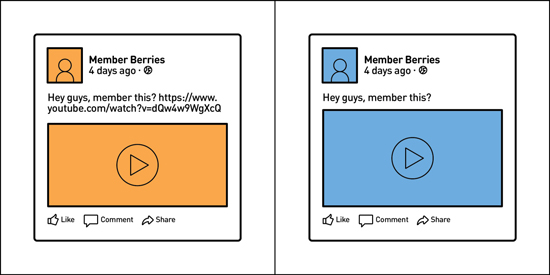 Member Berries
4 days ago ·
Hey guys, member this? https://www.
youtube.com/watch?v=dQw4w9WgXcQ
Like Comment Share
Member Berries
4 days ago ·
Hey guys, member this?
Like Comment Share